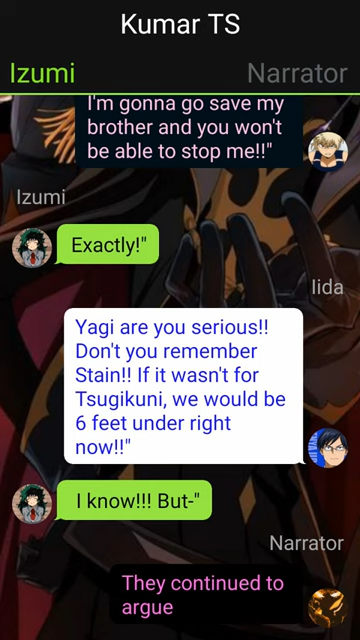 Kumar TS
Izumi
Narrator
I'm gonna go save my
brother and you won't
be able to stop me!!"
Izumi
Exactly!"
Iida
Yagi are you serious!!
Don't you remember
Stain!! If it wasn't for
Tsugikuni, we would be
6 feet under right
now!!"
I know!!! But-"
Narrator
They continued to
argue